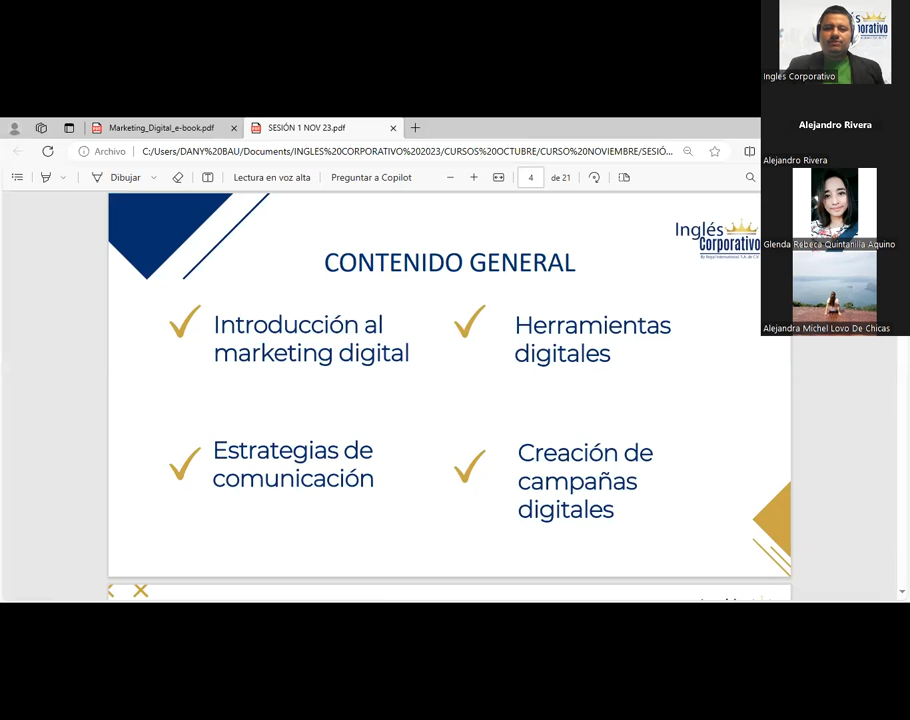 Inglés Corporativo
Alejandro Rivera
Alejandro Rivera
Glenda Rebeca Quintanilla Aquino
Alejandra Michel Lovo De Chicas
Marketing_Digital_e-book.pdf
SESIÓN 1 NOV 23.pdf
Archivo
C:/Users/DANY%20BAU/Documents/INGLES%20CORPORATIVO%202023/CURSOS%20OCTUBRE/CURSO%20NOVIEMBRE/SESIÓ...
Dibujar
Lectura en voz alta
Preguntar a Copilot
4
de 21
Inglés
Corporativo
CONTENIDO GENERAL
Introducción al
marketing digital
Herramientas
digitales
Estrategias de
comunicación
Creación de
campañas
digitales